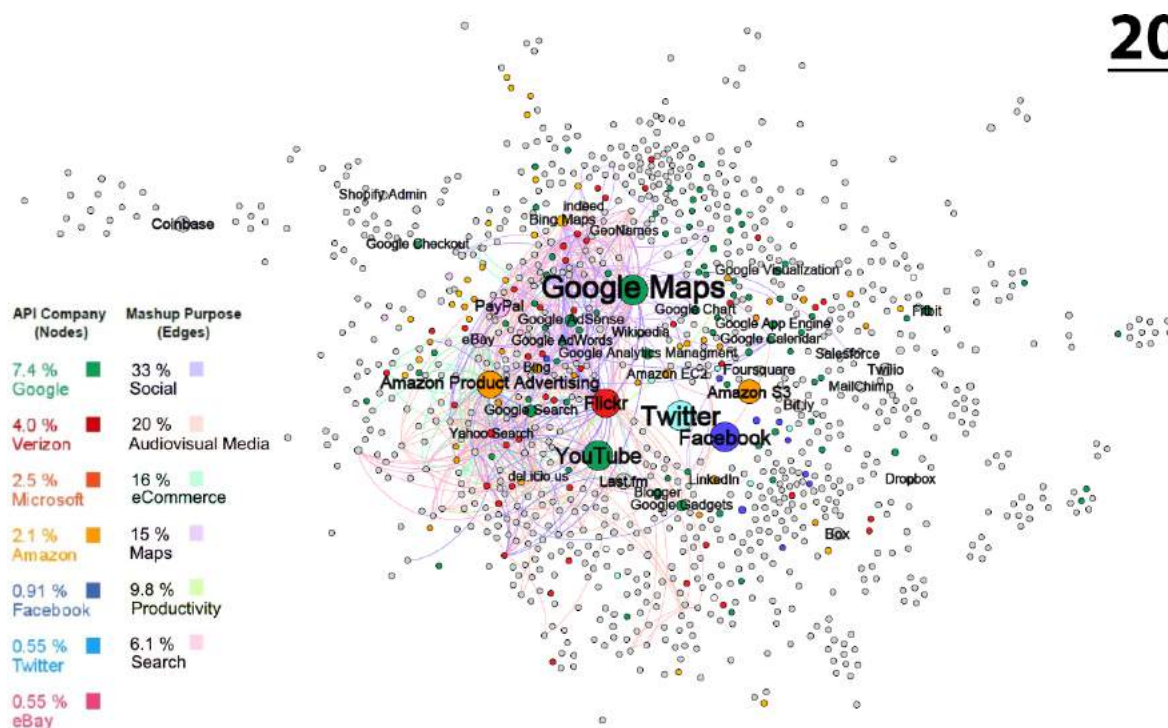 20
Shopify Admin
indeed
Coinbase
Bing Maps
GeoNames
Google Checkout
Google Visualization
Google Maps
PayPal
Google Chart
Fitbit
Google AdSense
Google App Engine
Wikipedia
eBay
Google AdWords
Google Calendar
Google Analytics Managment
Salesforce
Bing
Amazon EC2
Foursquare
Twilio
Amazon Product Advertising
MailChimp
Amazon S3
Flickr
Bit.ly
Google Search
Twitter
Yahoo Search
Facebook
YouTube
del.icio.us
Last.fm
LinkedIn
Dropbox
Blogger
Google Gadgets
Box
API Company
(Nodes)
7.4 %
Google
4.0 %
Verizon
2.5 %
Microsoft
2.1 %
Amazon
0.91 %
Facebook
0.55 %
Twitter
0.55 %
eBay
Mashup Purpose
(Edges)
33 %
Social
20 %
Audiovisual Media
16 %
eCommerce
15 %
Maps
9.8 %
Productivity
6.1 %
Search